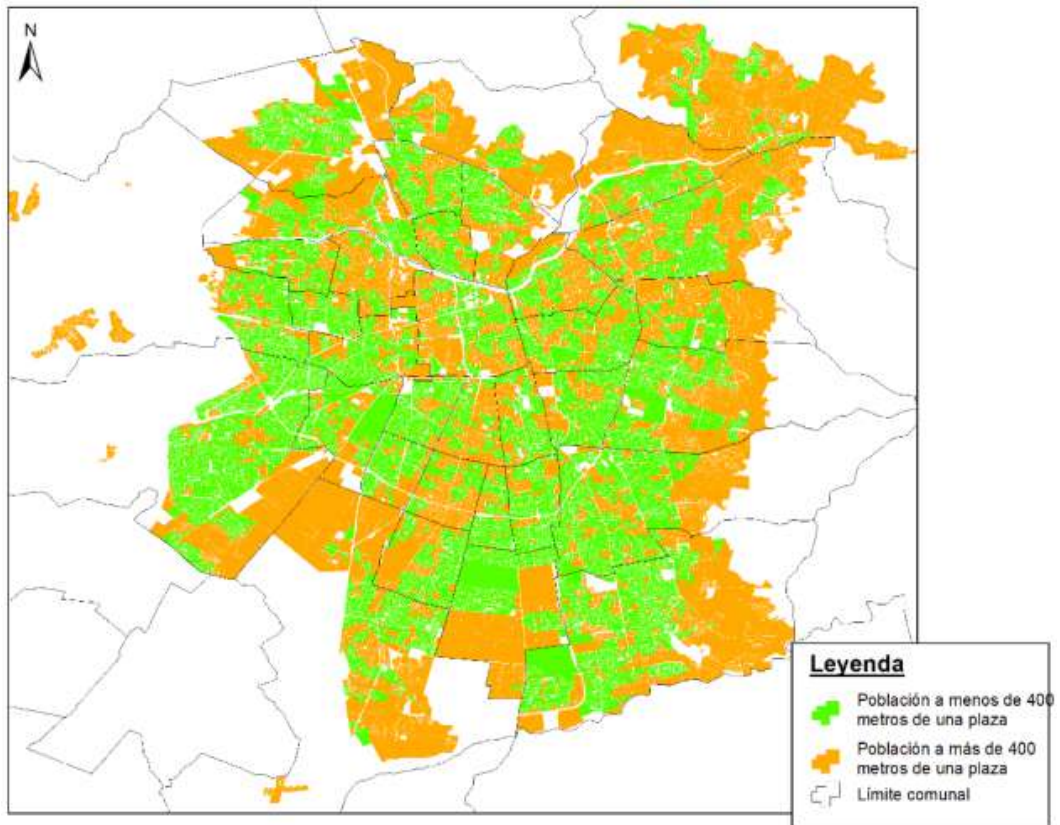 N
Leyenda
Población a menos de 400
metros de una plaza
Población a más de 400
metros de una plaza
Límite comunal